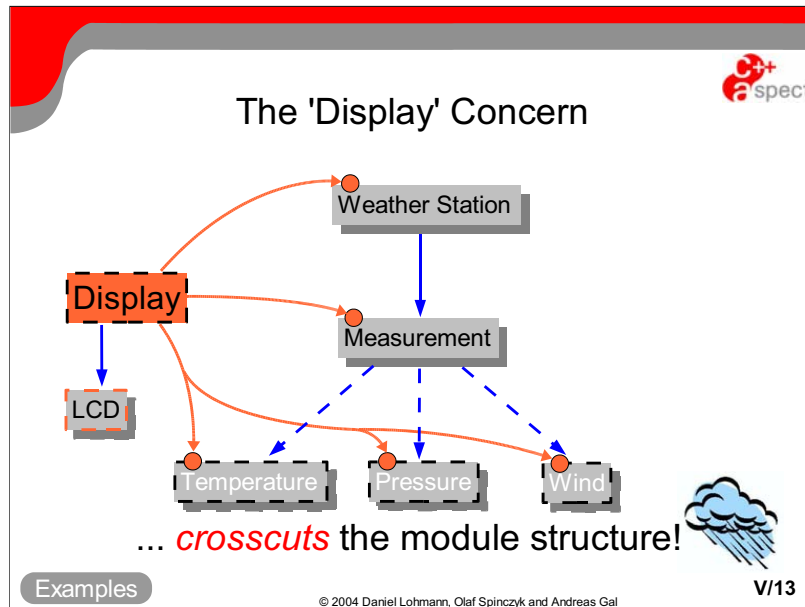 C++
aspect
The 'Display' Concern
Weather Station
Display
Measurement
LCD
Temperature
Pressure
Wind
... crosscuts the module structure!
Examples
© 2004 Daniel Lohmann, Olaf Spinczyk and Andreas Gal
V/13